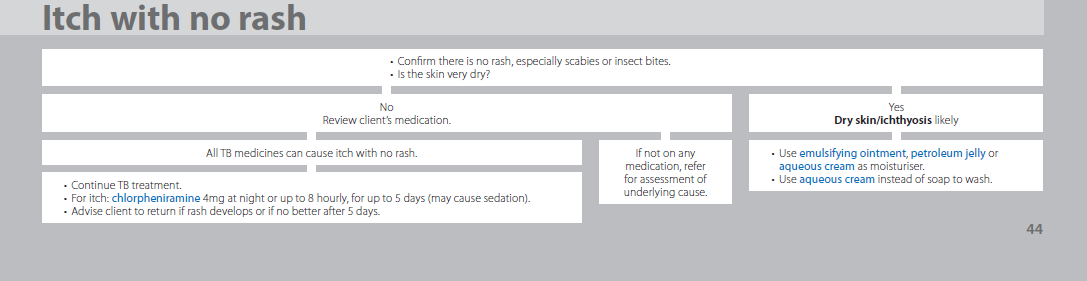 Itch with no rash
• Confirm there is no rash, especially scabies or insect bites.
• Is the skin very dry?
No
Review client's medication.
Yes
Dry skin/ichthyosis likely
All TB medicines can cause itch with no rash.
• Continue TB treatment.
• For itch: chlorpheniramine 4mg at night or up to 8 hourly, for up to 5 days (may cause sedation).
• Advise client to return if rash develops or if no better after 5 days.
If not on any
medication, refer
for assessment of
underlying cause.
• Use emulsifying ointment, petroleum jelly or
aqueous cream as moisturiser.
• Use aqueous cream instead of soap to wash.
44